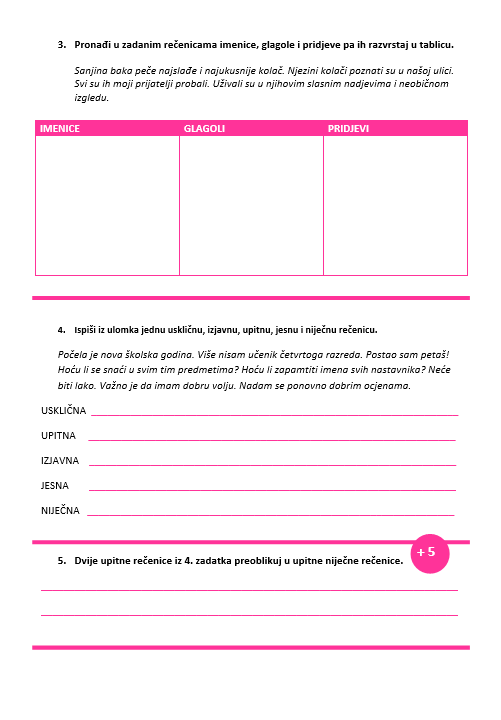 3. Pronađi u zadanim rečenicama imenice, glagole i pridjeve pa ih razvrstaj u tablicu.
Sanjina baka peče najslađe i najukusnije kolač. Njezini kolači poznati su u našoj ulici.
Svi su ih moji prijatelji probali. Uživali su u njihovim slasnim nadjevima i neobičnom
izgledu.
IMENICE GLAGOLI PRIDJEVI
4. Ispiši iz ulomka jednu uskličnu, izjavnu, upitnu, jesnu i niječnu rečenicu.
Počela je nova školska godina. Više nisam učenik četvrtoga razreda. Postao sam petaš!
Hoću li se snaći u svim tim predmetima? Hoću li zapamtiti imena svih nastavnika? Neće
biti lako. Važno je da imam dobru volju. Nadam se ponovno dobrim ocjenama.
USKLIČNA
UPITNA
IZJAVNA
JESNA
NIJEČNA
+ 5
5. Dvije upitne rečenice iz 4. zadatka preoblikuj u upitne niječne rečenice.